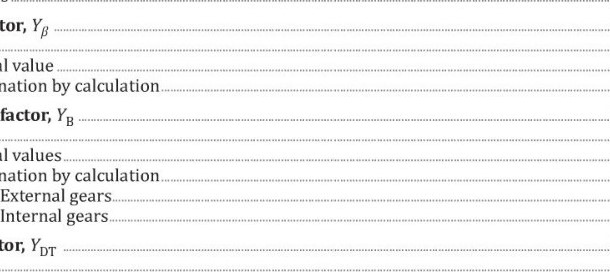 tor, Yβ
al value
nation by calculation
factor, YB
al values
nation by calculation
External gears
Internal gears
tor, YDT